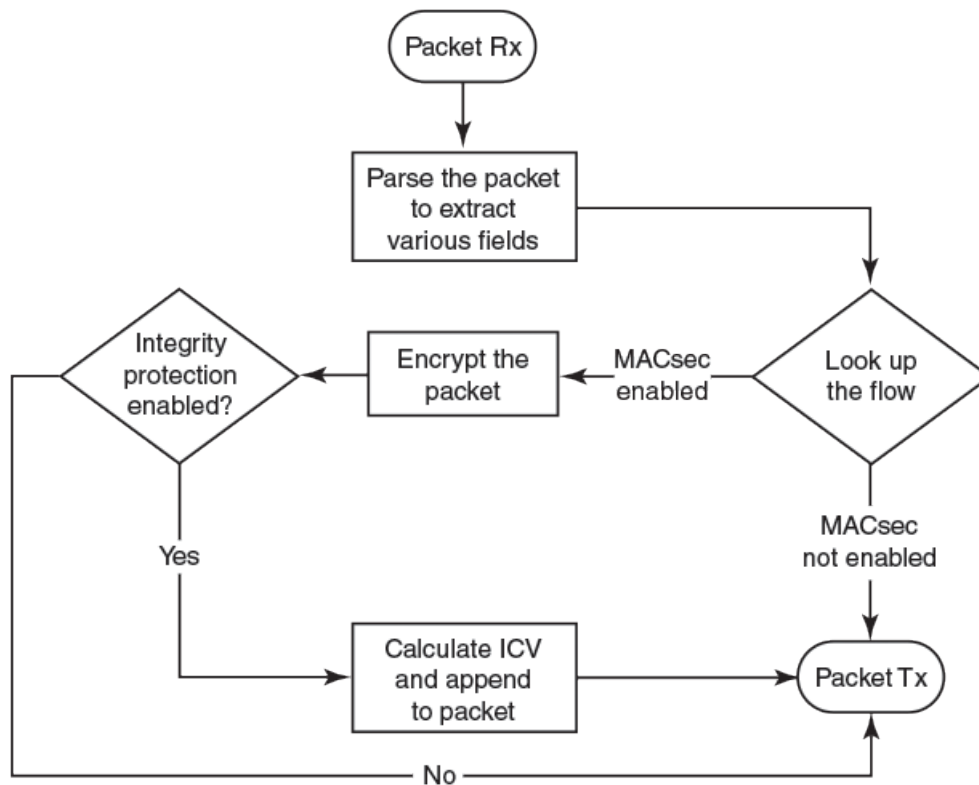 Packet Rx
Parse the packet
to extract
various fields
Look up
the flow
MACsec
enabled
Encrypt the
packet
Integrity
protection
enabled?
MACsec
not enabled
Yes
Calculate ICV
and append
to packet
Packet Tx
No